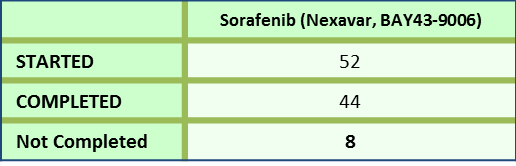 Sorafenib (Nexavar, BAY43-9006)
STARTED 52
COMPLETED 44
Not Completed 8